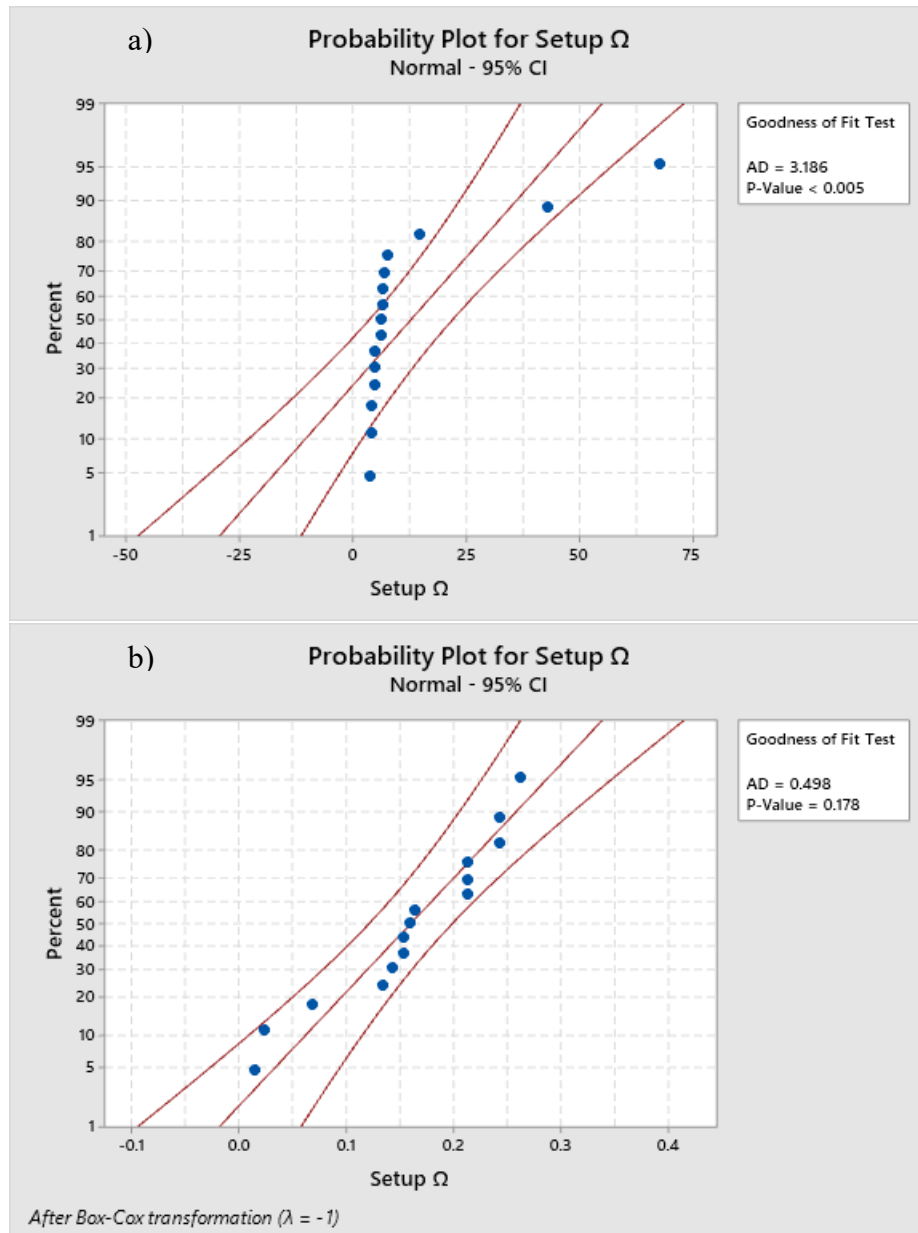 a)
Probability Plot for Setup Ω
Normal - 95% CI
99
95
90
80
70
60
50
40
30
20
10
5
1
Percent
-50
-25
0
25
50
75
Setup Ω
Goodness of Fit Test
AD = 3.186
P-Value < 0.005
b)
Probability Plot for Setup Ω
Normal - 95% CI
99
95
90
80
70
60
50
40
30
20
10
5
1
Percent
-0.1
0.0
0.1
0.2
0.3
0.4
Setup Ω
Goodness of Fit Test
AD = 0.498
P-Value = 0.178
After Box-Cox transformation (λ = -1)